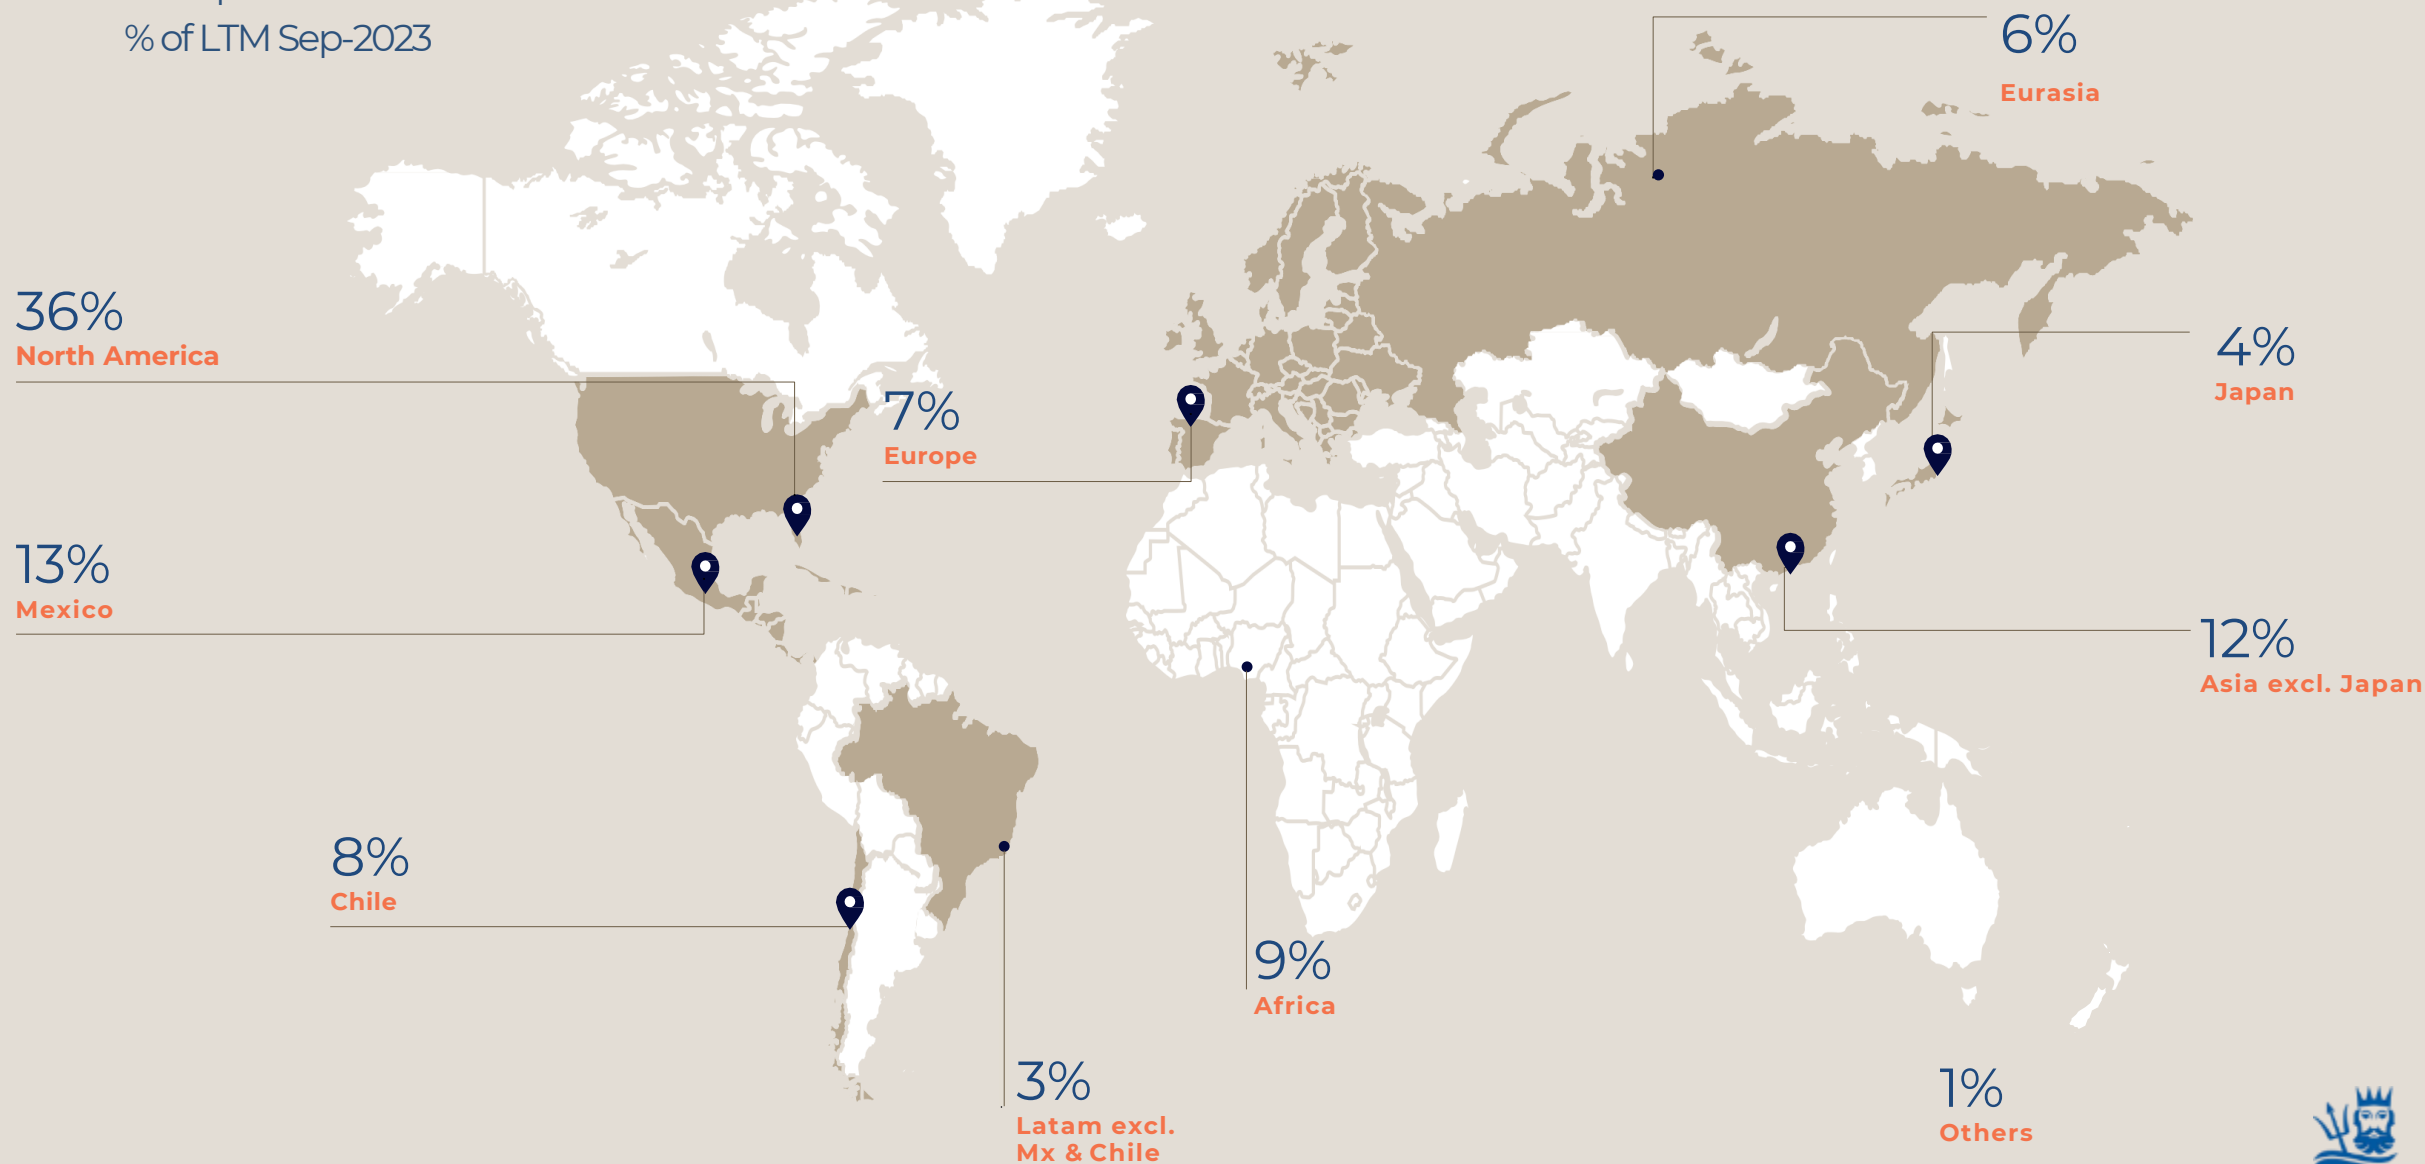 % of LTM Sep-2023
6%
Eurasia
36%
North America
4%
Japan
7%
Europe
13%
Mexico
12%
Asia excl. Japan
8%
Chile
9%
Africa
3%
Latam excl.
Mx & Chile
1%
Others